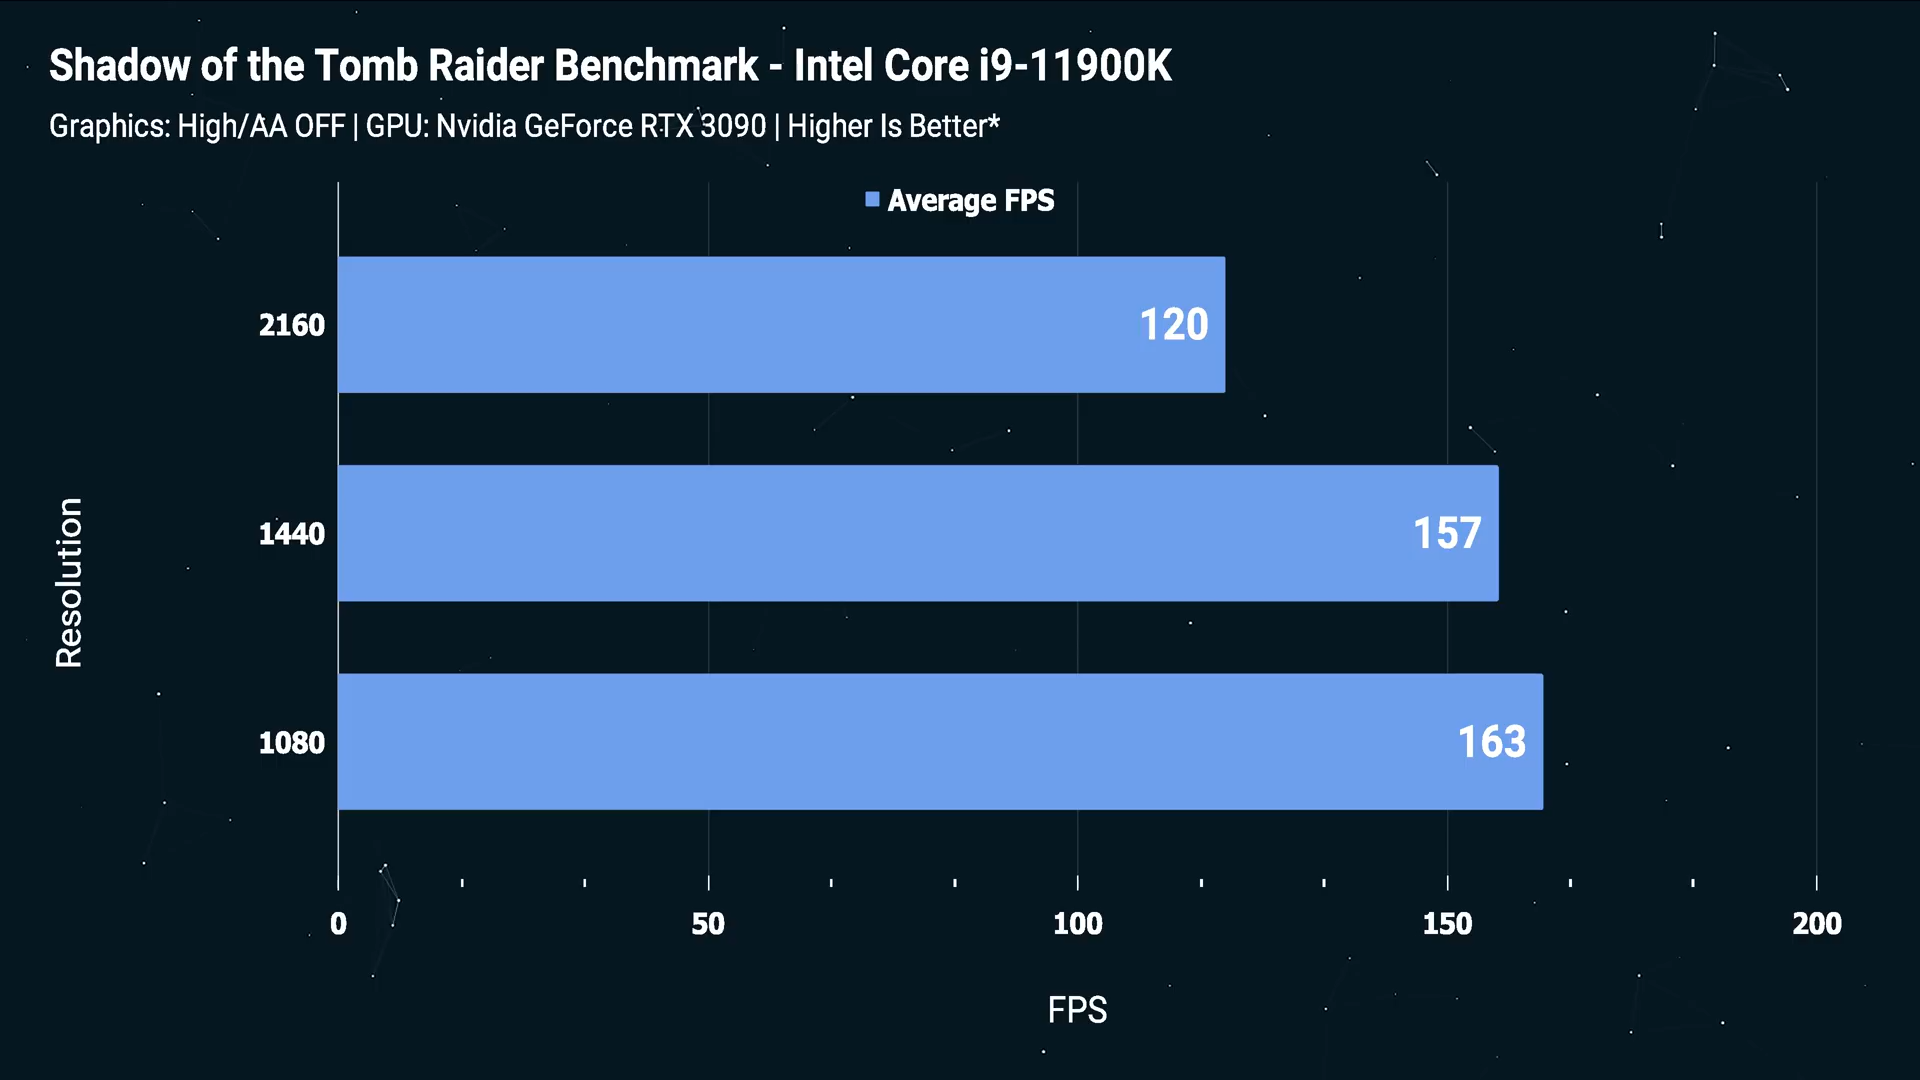 Shadow of the Tomb Raider Benchmark - Intel Core i9-11900K
Graphics: High/AA OFF | GPU: Nvidia GeForce RTX 3090 | Higher Is Better*
Average FPS
2160
120
1440
157
Resolution
1080
163
0 50 100 150 200
FPS